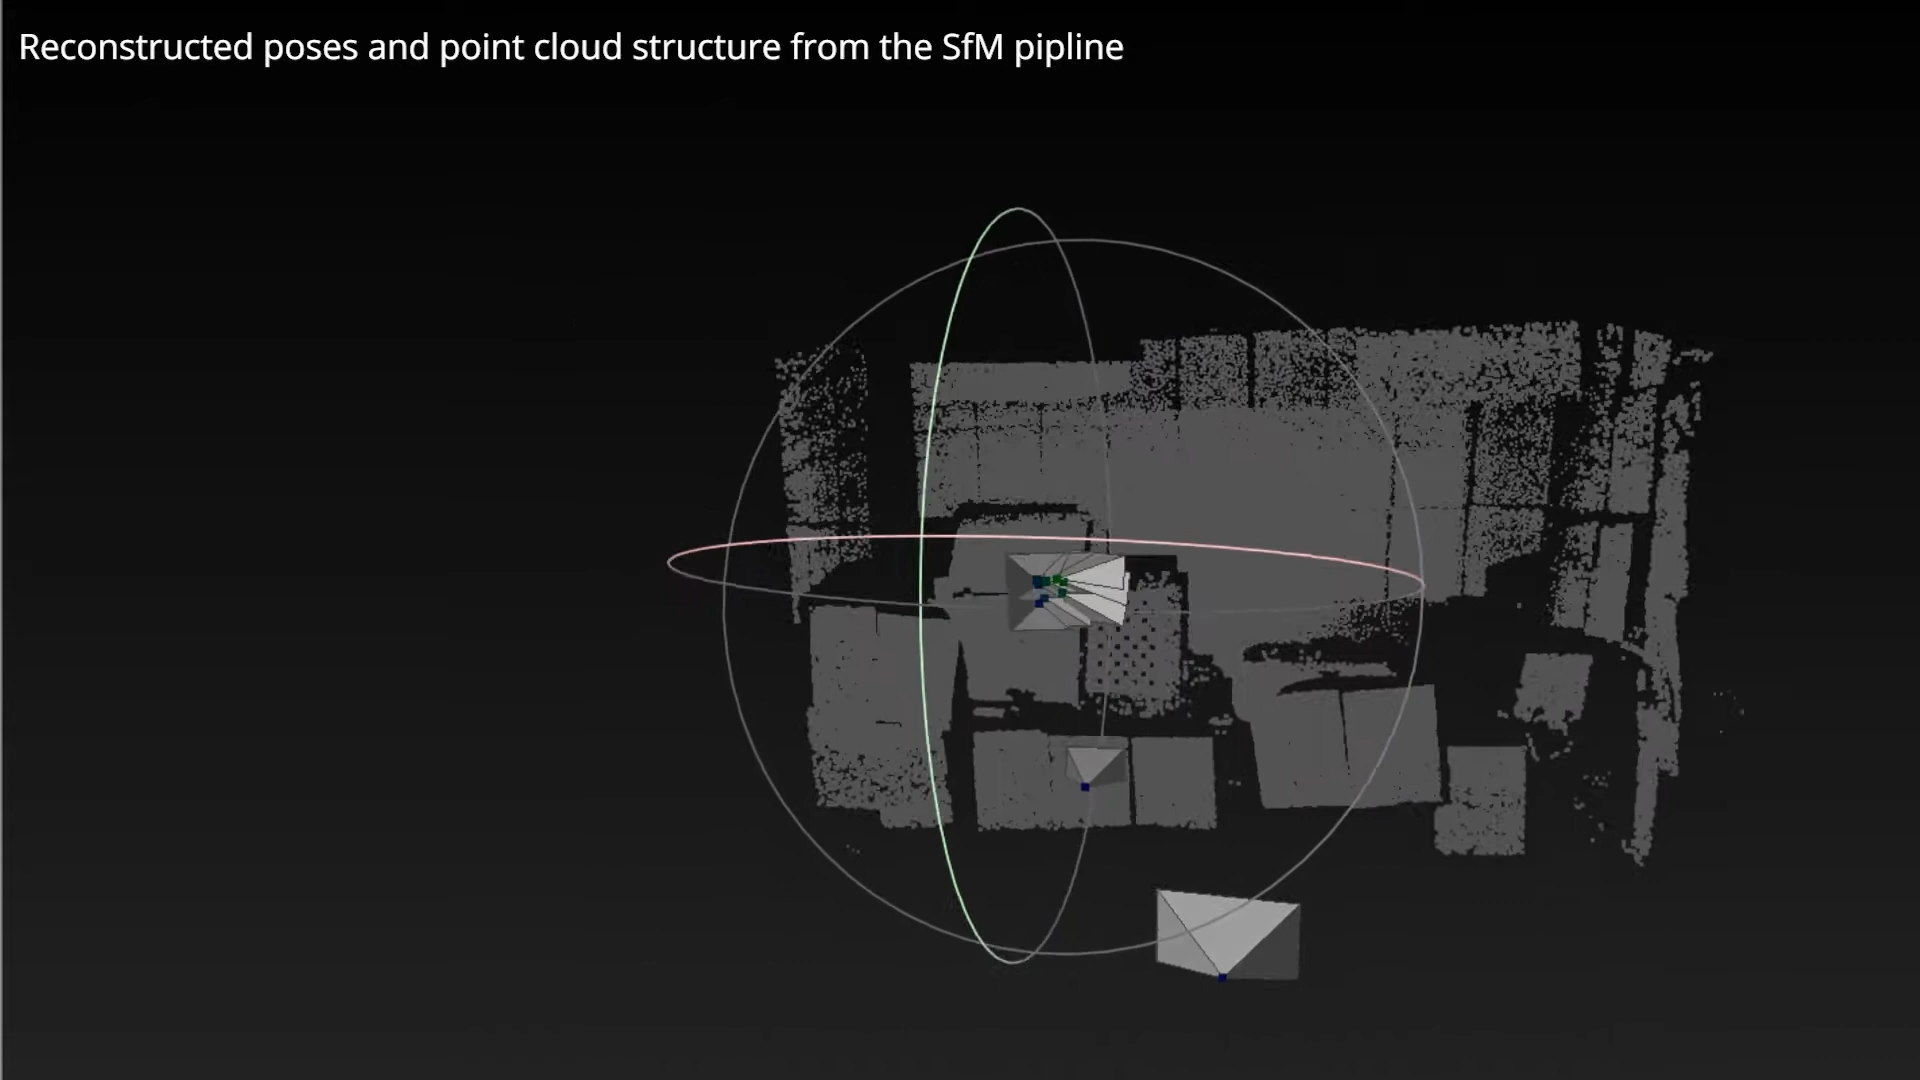 Reconstructed poses and point cloud structure from the SfM pipline